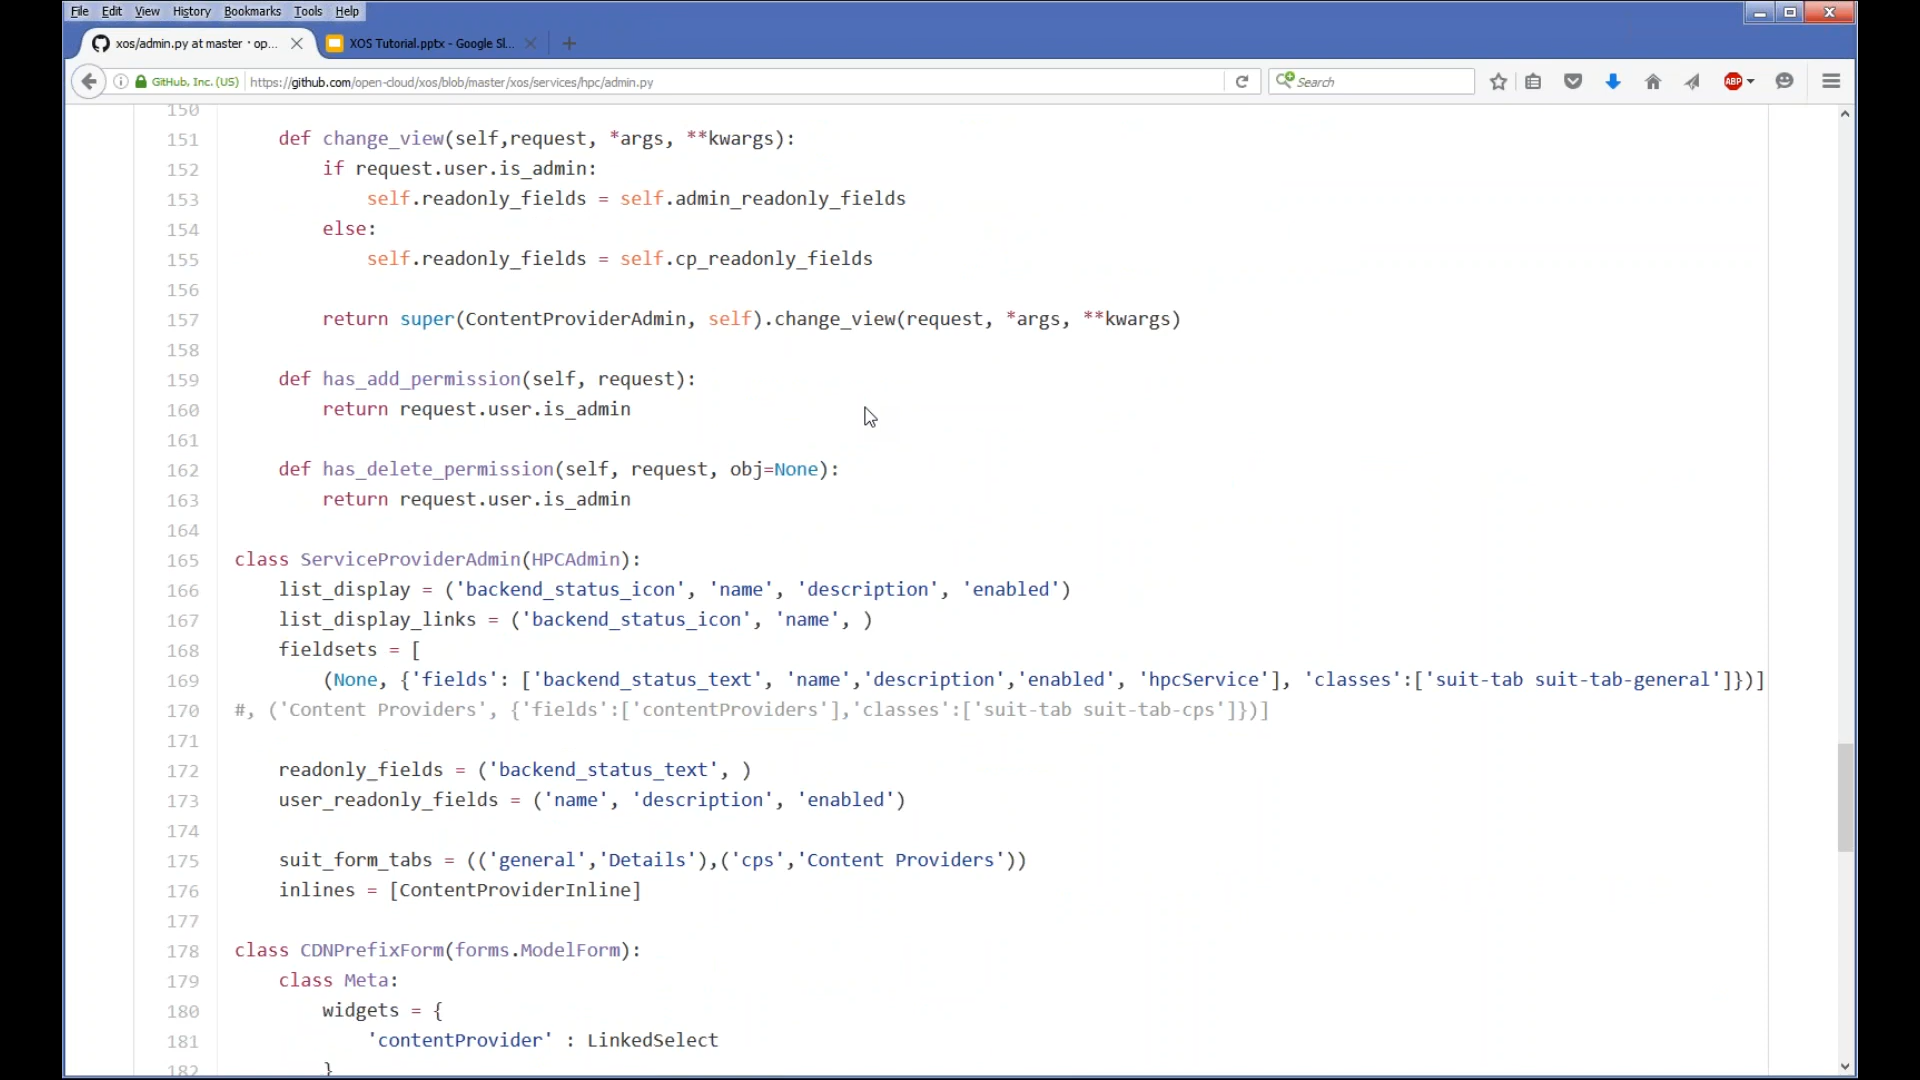 File Edit View History Bookmarks Tools Help
xos/admin.py at master · op... XOS Tutorial.pptx - Google Sl...
GitHub, Inc. (US) https://github.com/open-cloud/xos/blob/master/xos/services/hpc/admin.py Search ABP
150
151 def change_view(self,request, *args, **kwargs):
152 if request.user.is_admin:
153 self.readonly_fields = self.admin_readonly_fields
154 else:
155 self.readonly_fields = self.cp_readonly_fields
156
157 return super(ContentProviderAdmin, self).change_view(request, *args, **kwargs)
158
159 def has_add_permission(self, request):
160 return request.user.is_admin
161
162 def has_delete_permission(self, request, obj=None):
163 return request.user.is_admin
164
165 class ServiceProviderAdmin(HPCAdmin):
166 list_display = ('backend_status_icon', 'name', 'description', 'enabled')
167 list_display_links = ('backend_status_icon', 'name', )
168 fieldsets = [
169 (None, {'fields': ['backend_status_text', 'name','description','enabled', 'hpcService'], 'classes':['suit-tab suit-tab-general']})]
170 #, ('Content Providers', {'fields':['contentProviders'],'classes':['suit-tab suit-tab-cps']})]
171
172 readonly_fields = ('backend_status_text', )
173 user_readonly_fields = ('name', 'description', 'enabled')
174
175 suit_form_tabs = (('general','Details'),('cps','Content Providers'))
176 inlines = [ContentProviderInline]
177
178 class CDNPrefixForm(forms.ModelForm):
179 class Meta:
180 widgets = {
181 'contentProvider' : LinkedSelect
182 }